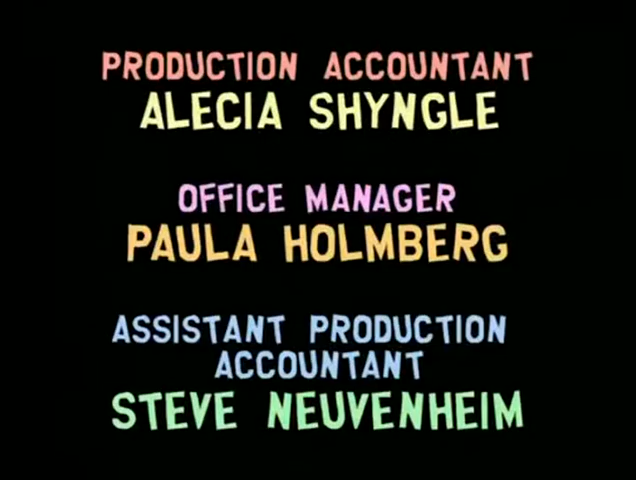 PRODUCTION ACCOUNTANT
ALECIA SHYNGLE
OFFICE MANAGER
PAULA HOLMBERG
ASSISTANT PRODUCTION
ACCOUNTANT
STEVE NEUVENHEIM